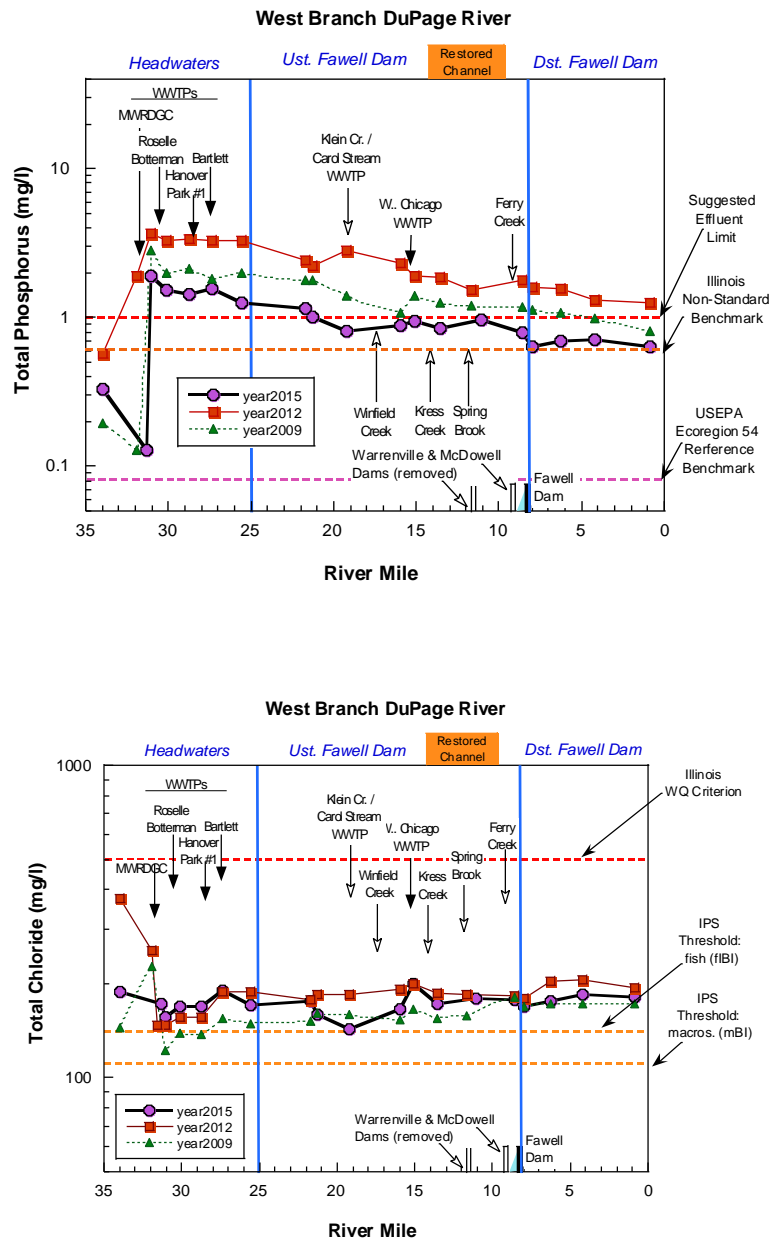 West Branch DuPage River
Headwaters
Ust. Fawell Dam
Restored
Channel
Dst. Fawell Dam
WWTPs
MWRDGC
Roselle
Botterman
Hanover
Park #1
Bartlett
Klein Cr. /
Carol Stream
WWTP
W.. Chicago
WWTP
Ferry
Creek
Suggested
Effluent
Limit
Illinois
Non-Standard
Benchmark
USEPA
Ecoregion 54
Rerference
Benchmark
Total Phosphorus (mg/l)
10
1
0.1
year2015
year2012
year2009
Winfield
Creek
Kress
Creek
Spring
Brook
Warrenville & McDowell
Dams (removed)
Fawell
Dam
35 30 25 20 15 10 5 0
River Mile
West Branch DuPage River
Headwaters
Ust. Fawell Dam
Restored
Channel
Dst. Fawell Dam
WWTPs
MWRDGC
Roselle
Botterman
Hanover
Park #1
Bartlett
Klein Cr. /
Carol Stream
WWTP
Winfield
Creek
W.. Chicago
WWTP
Kress
Creek
Spring
Brook
Ferry
Creek
Illinois
WQ Criterion
IPS
Threshold:
fish (fIBI)
IPS
Threshold:
macros. (mBI)
Total Chloride (mg/l)
1000
100
year2015
year2012
year2009
Warrenville & McDowell
Dams (removed)
Fawell
Dam
35 30 25 20 15 10 5 0
River Mile